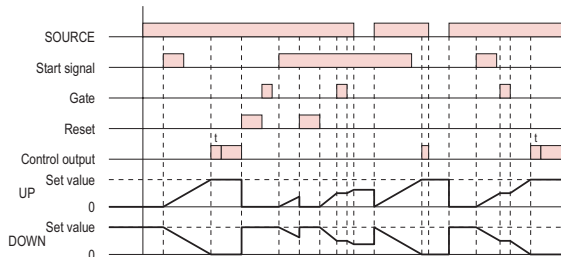 SOURCE
Start signal
Gate
Reset
t
t
Control output
Set value
UP
0
Set value
DOWN
0